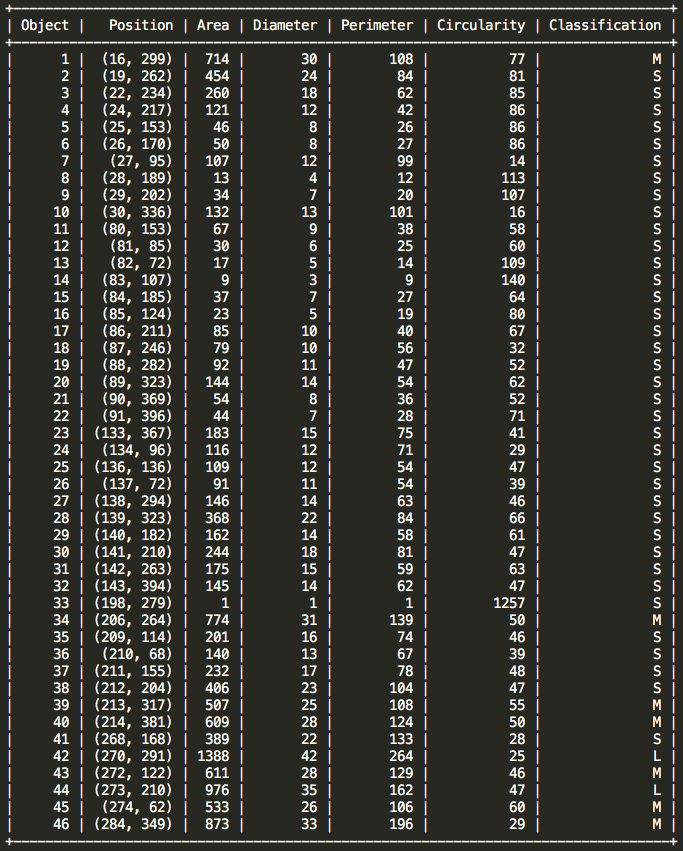 | Object | Position | Area | Diameter | Perimeter | Circularity | Classification |
| 1 | (16, 299) | 714 | 30 | 108 | 77 | M |
| 2 | (19, 262) | 454 | 24 | 84 | 81 | S |
| 3 | (22, 234) | 260 | 18 | 62 | 85 | S |
| 4 | (24, 217) | 121 | 12 | 42 | 86 | S |
| 5 | (25, 153) | 46 | 8 | 26 | 86 | S |
| 6 | (26, 170) | 50 | 8 | 27 | 86 | S |
| 7 | (27, 95) | 107 | 12 | 99 | 14 | S |
| 8 | (28, 189) | 13 | 4 | 12 | 113 | S |
| 9 | (29, 202) | 34 | 7 | 20 | 107 | S |
| 10 | (30, 336) | 132 | 13 | 101 | 16 | S |
| 11 | (80, 153) | 67 | 9 | 38 | 58 | S |
| 12 | (81, 85) | 30 | 6 | 25 | 60 | S |
| 13 | (82, 72) | 17 | 5 | 14 | 109 | S |
| 14 | (83, 107) | 9 | 3 | 9 | 140 | S |
| 15 | (84, 185) | 37 | 7 | 27 | 64 | S |
| 16 | (85, 124) | 23 | 5 | 19 | 80 | S |
| 17 | (86, 211) | 85 | 10 | 40 | 67 | S |
| 18 | (87, 246) | 79 | 10 | 56 | 32 | S |
| 19 | (88, 282) | 92 | 11 | 47 | 52 | S |
| 20 | (89, 323) | 144 | 14 | 54 | 62 | S |
| 21 | (90, 369) | 54 | 8 | 36 | 52 | S |
| 22 | (91, 396) | 44 | 7 | 28 | 71 | S |
| 23 | (133, 367) | 183 | 15 | 75 | 41 | S |
| 24 | (134, 96) | 116 | 12 | 71 | 29 | S |
| 25 | (136, 136) | 109 | 12 | 54 | 47 | S |
| 26 | (137, 72) | 91 | 11 | 54 | 39 | S |
| 27 | (138, 294) | 146 | 14 | 63 | 46 | S |
| 28 | (139, 323) | 368 | 22 | 84 | 66 | S |
| 29 | (140, 182) | 162 | 14 | 58 | 61 | S |
| 30 | (141, 210) | 244 | 18 | 81 | 47 | S |
| 31 | (142, 263) | 175 | 15 | 59 | 63 | S |
| 32 | (143, 394) | 145 | 14 | 62 | 47 | S |
| 33 | (198, 279) | 1 | 1 | 1 | 1257 | S |
| 34 | (206, 264) | 774 | 31 | 139 | 50 | M |
| 35 | (209, 114) | 201 | 16 | 74 | 46 | S |
| 36 | (210, 68) | 140 | 13 | 67 | 39 | S |
| 37 | (211, 155) | 232 | 17 | 78 | 48 | S |
| 38 | (212, 204) | 406 | 23 | 104 | 47 | S |
| 39 | (213, 317) | 507 | 25 | 108 | 55 | M |
| 40 | (214, 381) | 609 | 28 | 124 | 50 | M |
| 41 | (268, 168) | 389 | 22 | 133 | 28 | S |
| 42 | (270, 291) | 1388 | 42 | 264 | 25 | L |
| 43 | (272, 122) | 611 | 28 | 129 | 46 | M |
| 44 | (273, 210) | 976 | 35 | 162 | 47 | L |
| 45 | (274, 62) | 533 | 26 | 106 | 60 | M |
| 46 | (284, 349) | 873 | 33 | 196 | 29 | M |